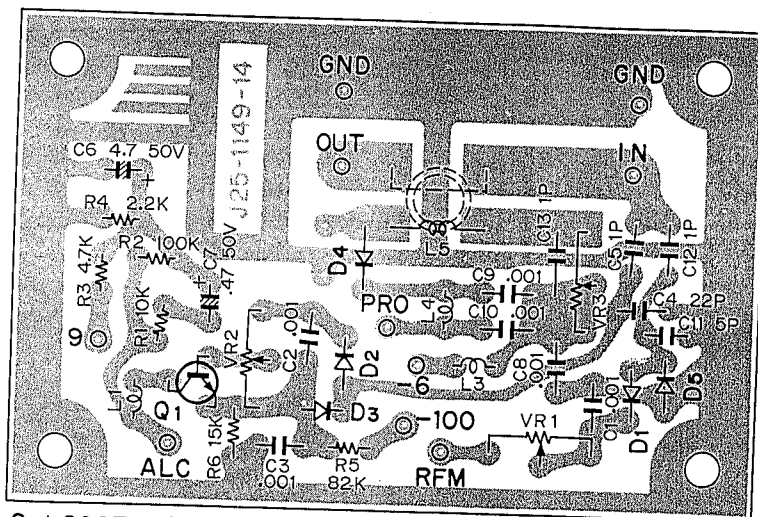 GND
GND
J25-1149-14
C6 4.7 50V
+
OUT
IN
R4 2.2K
R2 100K
C7
.47 50V
+
R3 4.7K
R1 10K
L5
C13 1P
C5 1P
C12 1P
D4
C9 .001
PRO
L4
C10 .001
VR3
C4 22P
C11 5P
9
VR2
C2 .001
D2
-6
L3
C8 .001
L1
Q1
D3
-100
C1 .001
D1
D5
VR1
ALC
R6 15K
C3
.001
R5
82K
RFM